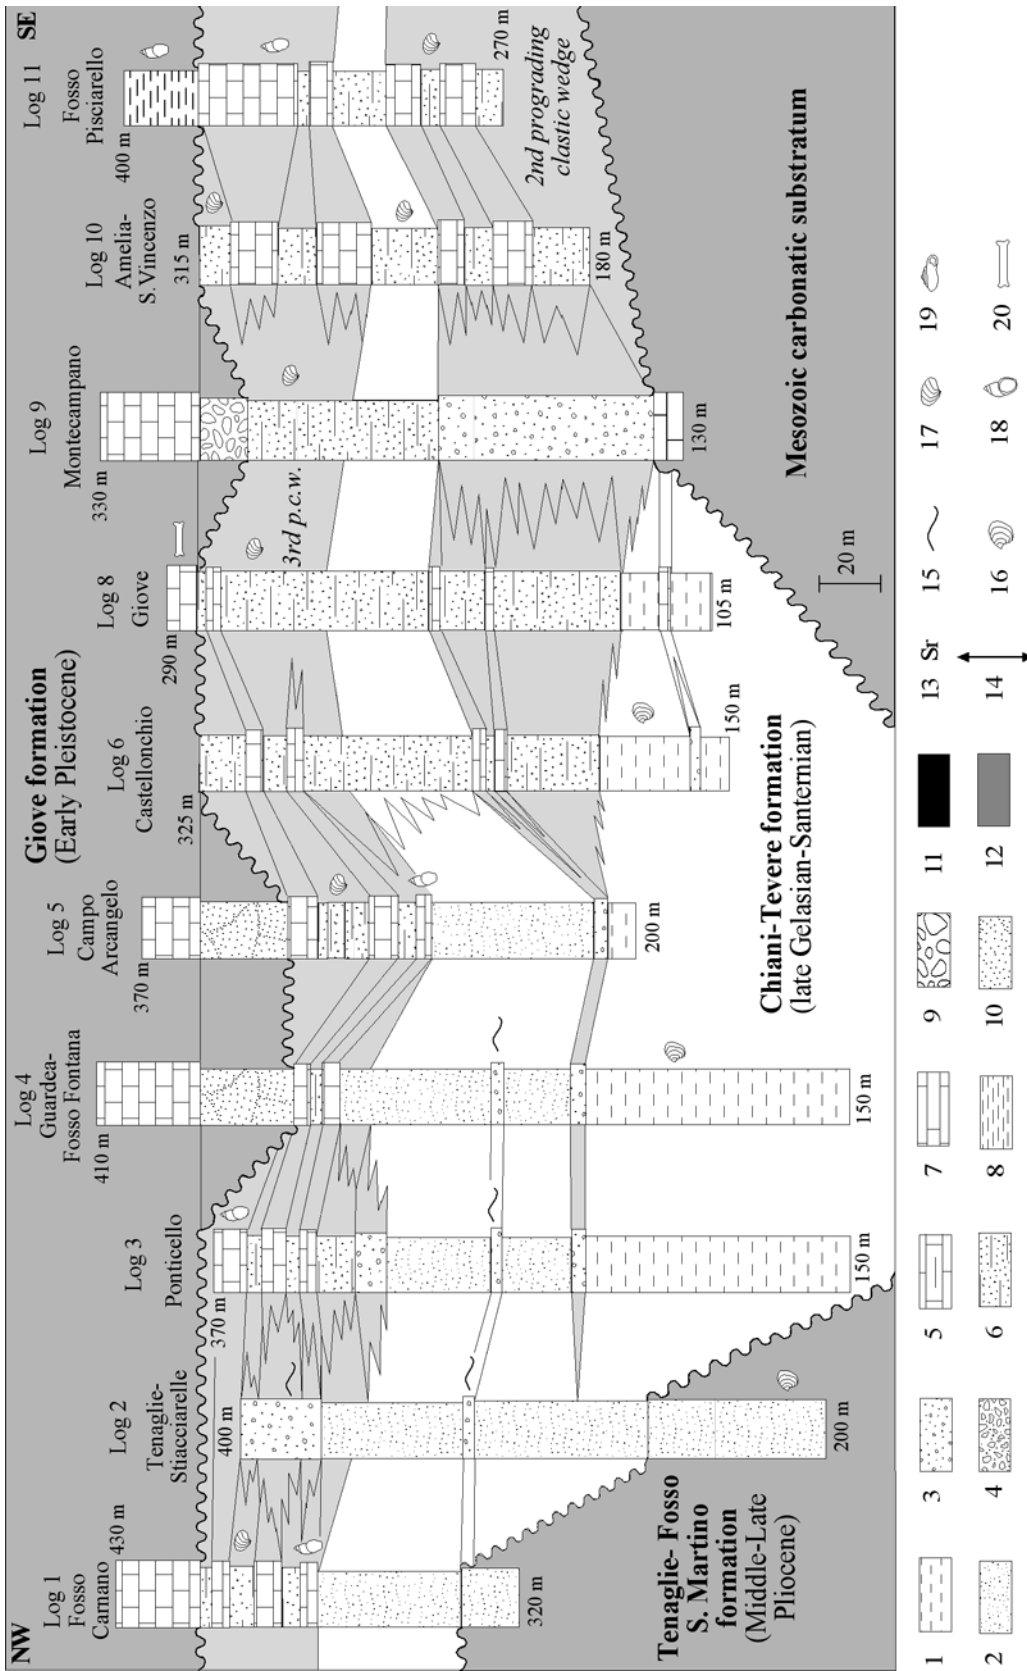 NW
SE
Giove formation
(Early Pleistocene)
Log 1
Fosso
Carnano
430 m
320 m
Log 2
Tenaglie-
Stiacciarelle
400 m
200 m
Log 3
Ponticello
370 m
150 m
Log 4
Guardea-
Fosso Fontana
410 m
150 m
Log 5
Campo
Arcangelo
370 m
200 m
Log 6
Castellonchio
325 m
150 m
Log 8
Giove
290 m
105 m
Log 9
Montecampano
330 m
130 m
Log 10
Amelia-
S. Vincenzo
315 m
180 m
Log 11
Fosso
Pisciarello
400 m
270 m
3rd p.c.w.
2nd prograding
clastic wedge
Tenaglie- Fosso
S. Martino
formation
(Middle-Late
Pliocene)
Chiani-Tevere formation
(late Gelasian-Santernian)
Mesozoic carbonatic substratum
20 m
1
3
5
7
9
11
13 Sr
15
17
19
2
4
6
8
10
12
14
16
18
20